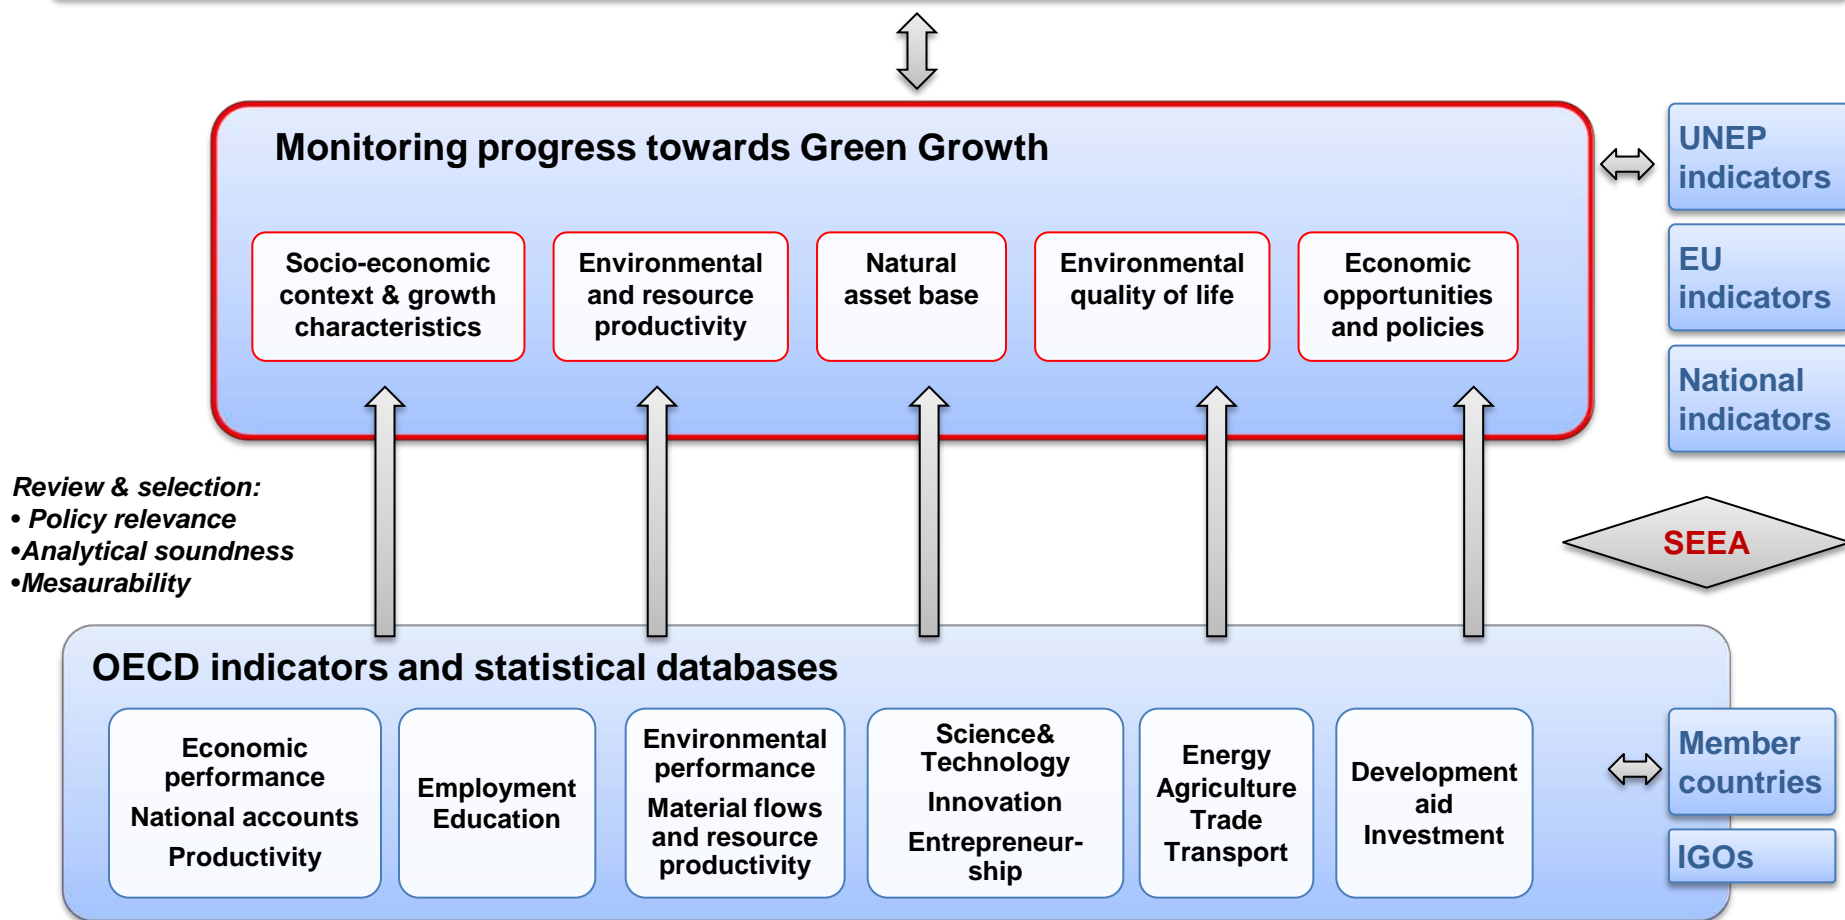 Monitoring progress towards Green Growth
Socio-economic
context & growth
characteristics
Environmental
and resource
productivity
Natural
asset base
Environmental
quality of life
Economic
opportunities
and policies
UNEP
indicators
EU
indicators
National
indicators
Review & selection:
• Policy relevance
•Analytical soundness
•Mesaurability
SEEA
OECD indicators and statistical databases
Economic
performance
National accounts
Productivity
Employment
Education
Environmental
performance
Material flows
and resource
productivity
Science&
Technology
Innovation
Entrepreneur-
ship
Energy
Agriculture
Trade
Transport
Development
aid
Investment
Member
countries
IGOs